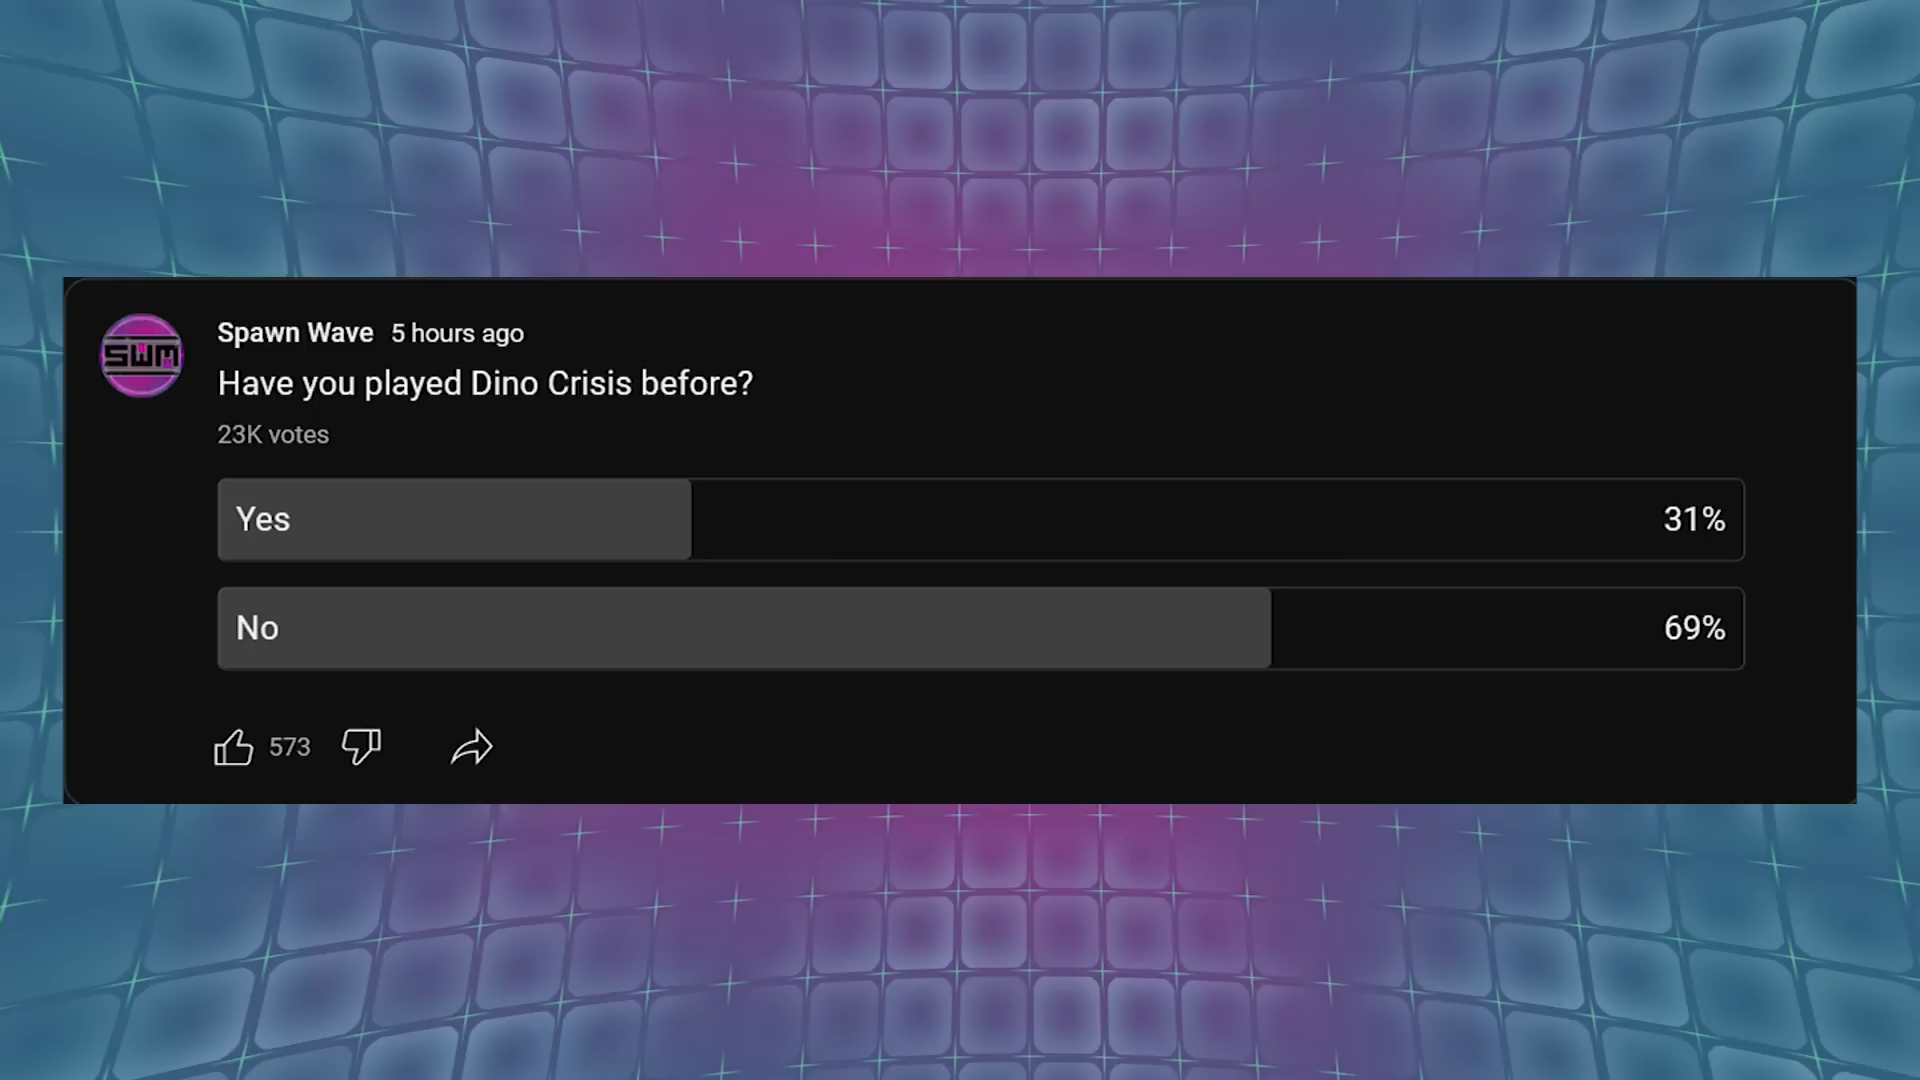 SWM
Spawn Wave 5 hours ago
Have you played Dino Crisis before?
23K votes
Yes 31%
No 69%
573